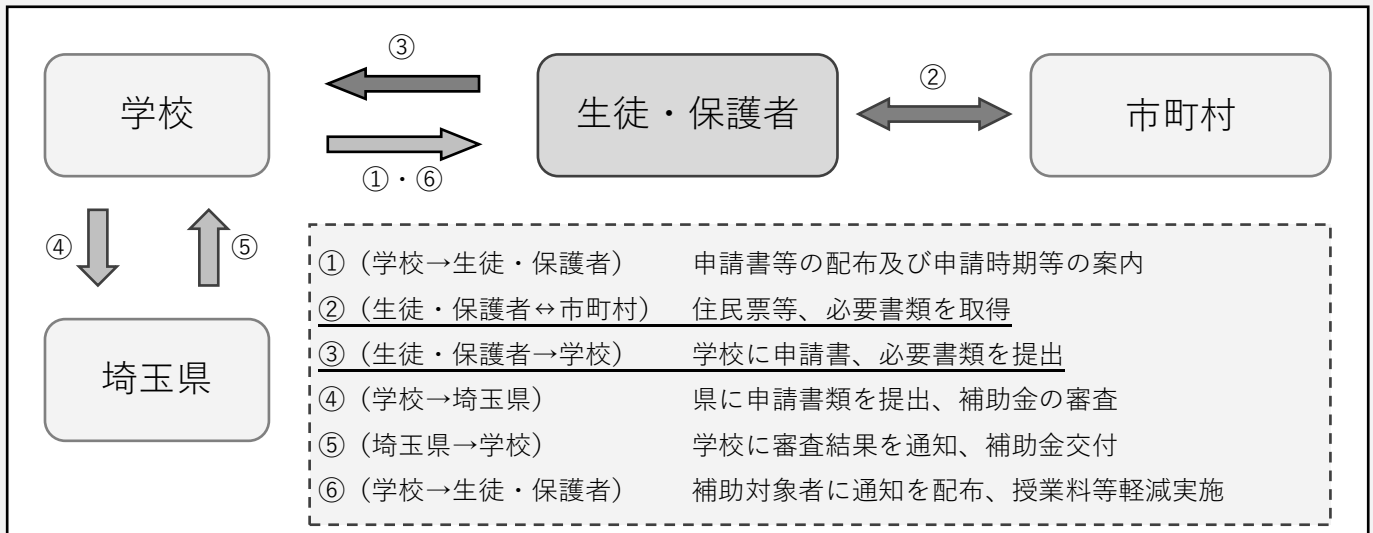 ③
学校
生徒・保護者
②
市町村
①・⑥
④
⑤
埼玉県
①（学校→生徒・保護者）　　申請書等の配布及び申請時期等の案内
②（生徒・保護者↔市町村）　住民票等、必要書類を取得
③（生徒・保護者→学校）　　学校に申請書、必要書類を提出
④（学校→埼玉県）　　　　　県に申請書類を提出、補助金の審査
⑤（埼玉県→学校）　　　　　学校に審査結果を通知、補助金交付
⑥（学校→生徒・保護者）　　補助対象者に通知を配布、授業料等軽減実施